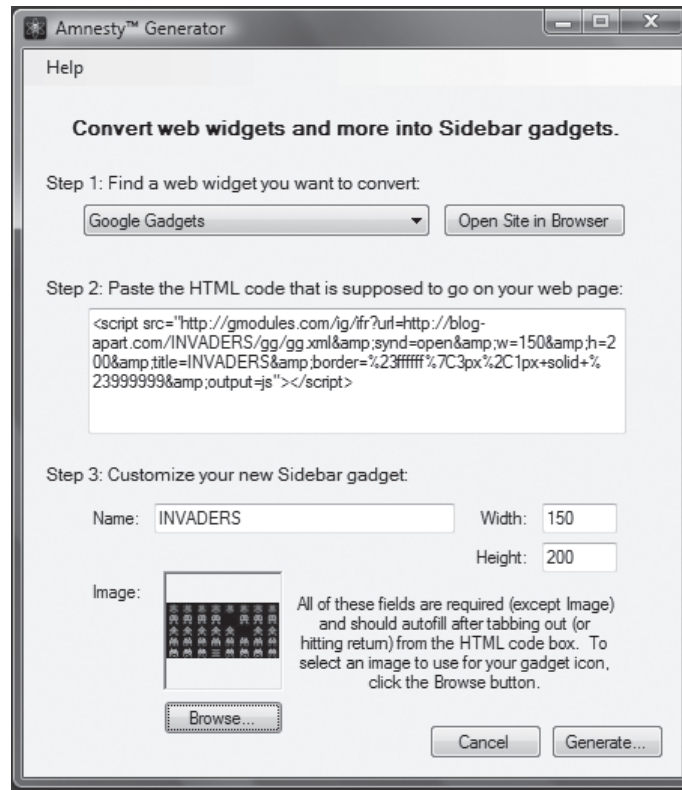 Amnesty™ Generator
Help
Convert web widgets and more into Sidebar gadgets.
Step 1: Find a web widget you want to convert:
Google Gadgets
Open Site in Browser
Step 2: Paste the HTML code that is supposed to go on your web page:
<script src="http://gmodules.com/ig/ifr?url=http://blog-
apart.com/INVADERS/gg/gg.xml&amp;synd=open&amp;w=150&amp;h=2
00&amp;title=INVADERS&amp;border=%23ffffff%7C3px%2C1px+solid+%
23999999&amp;output=js"></script>
Step 3: Customize your new Sidebar gadget:
Name: INVADERS
Width: 150
Height: 200
Image:
All of these fields are required (except Image)
and should autofill after tabbing out (or
hitting return) from the HTML code box. To
select an image to use for your gadget icon,
click the Browse button.
Browse...
Cancel
Generate...